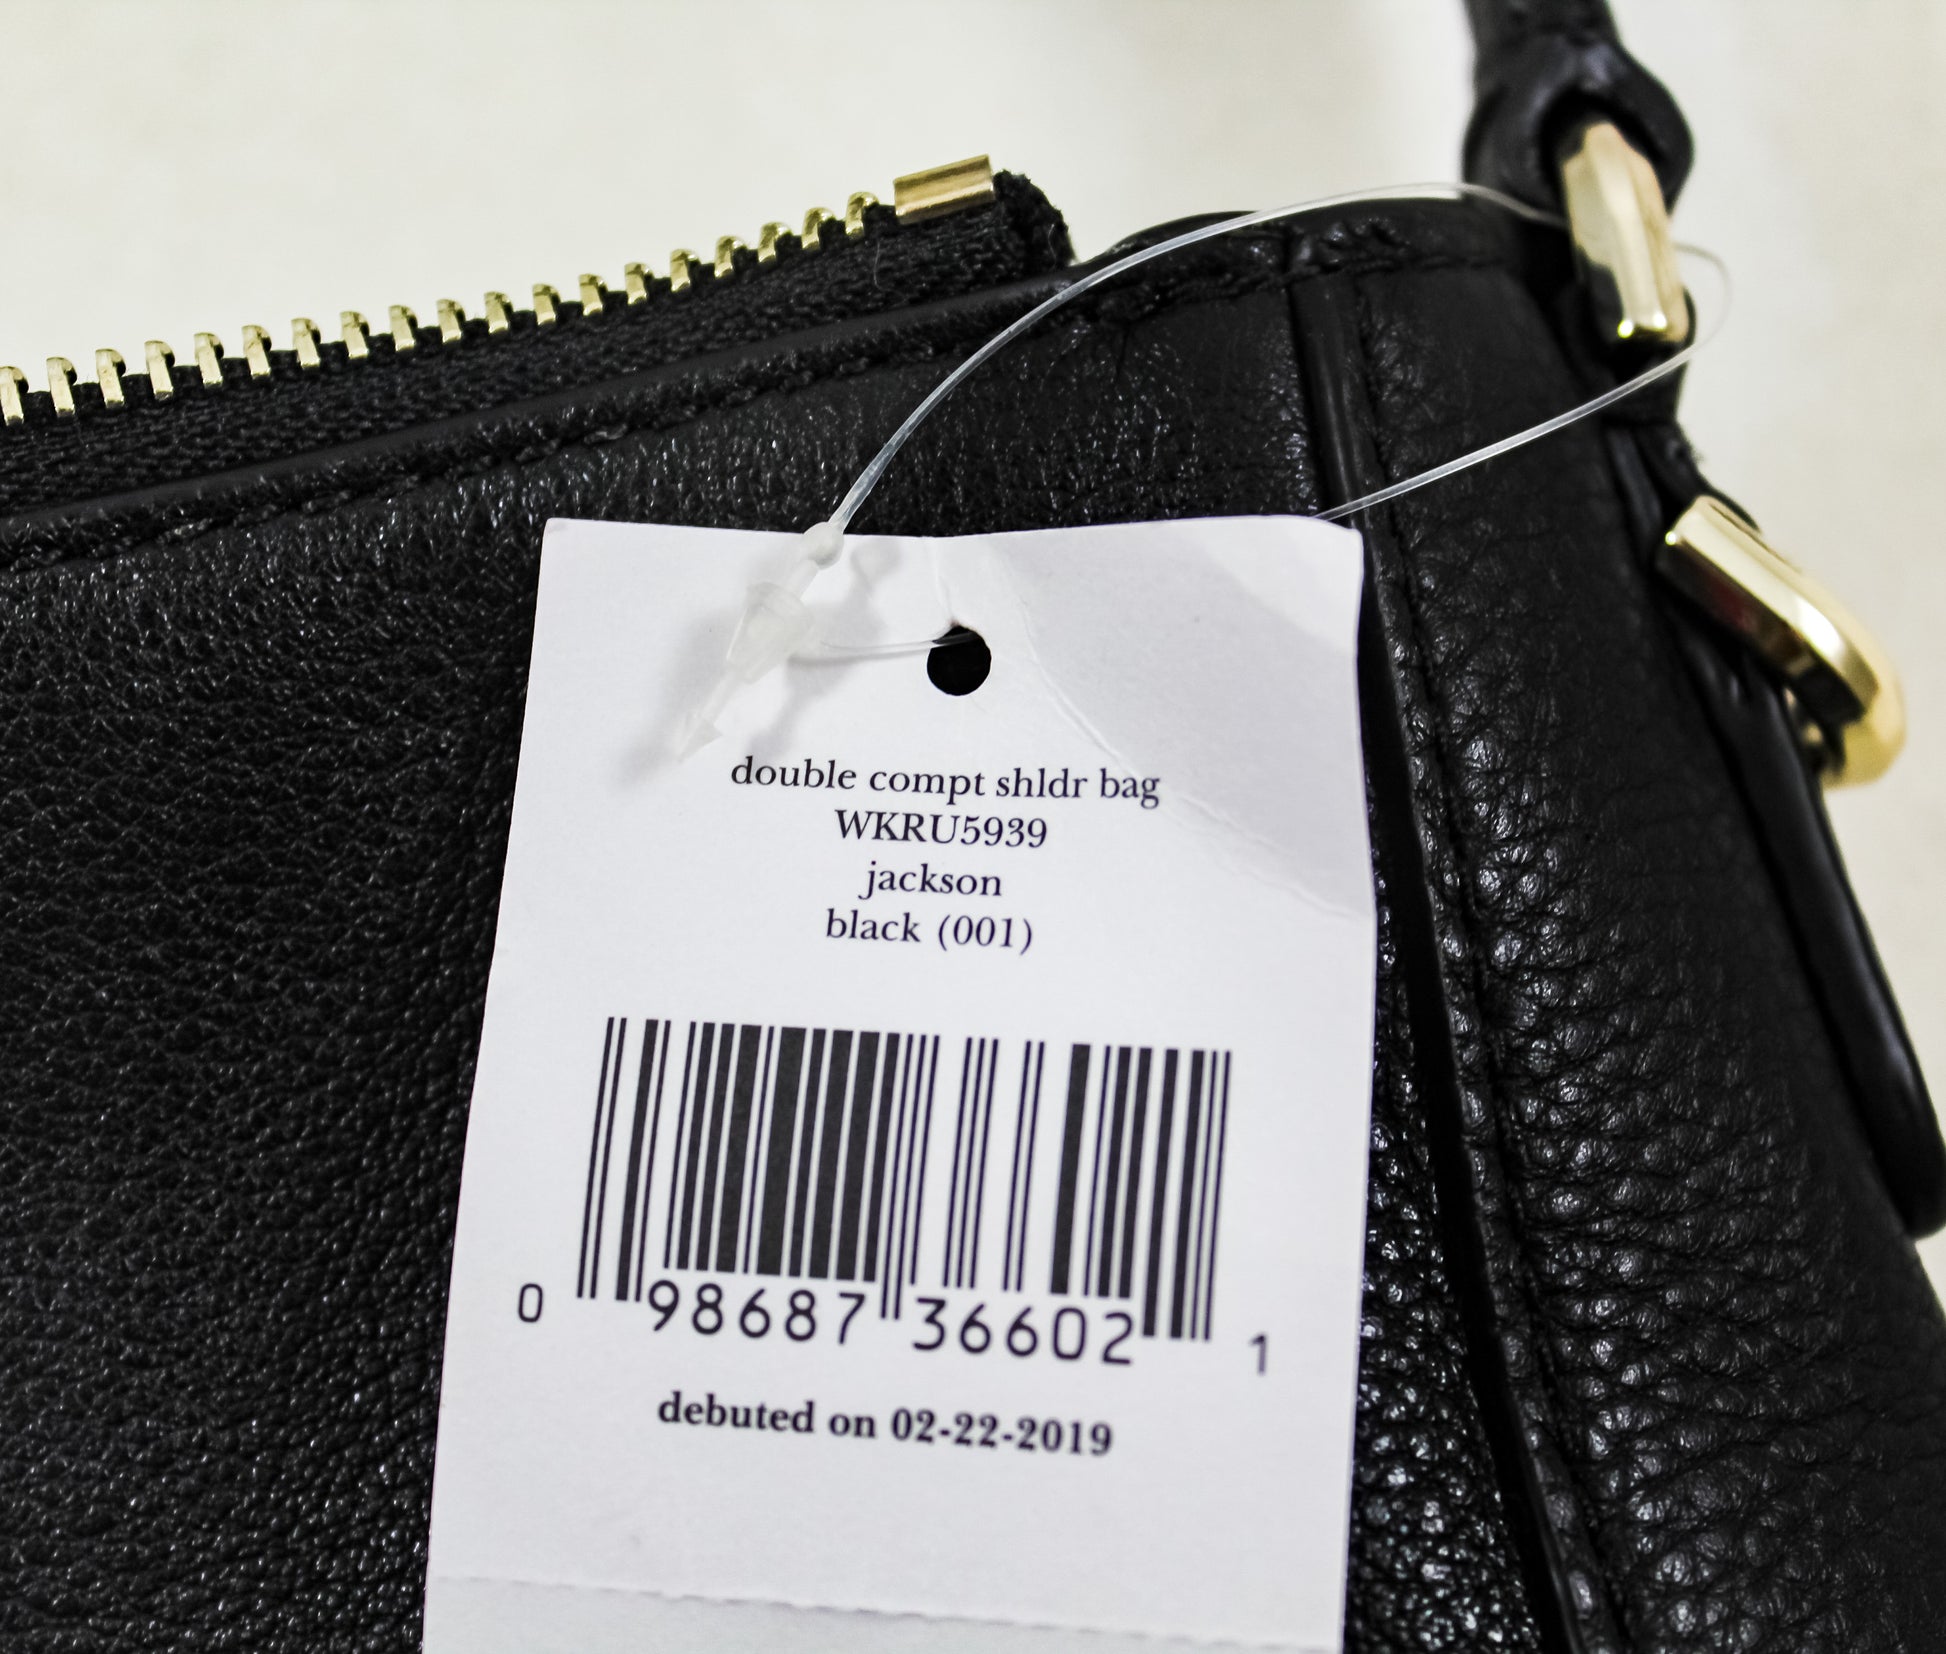 double compt shldr bag
WKRU5939
jackson
black (001)
0 98687 36602 1
debuted on 02-22-2019